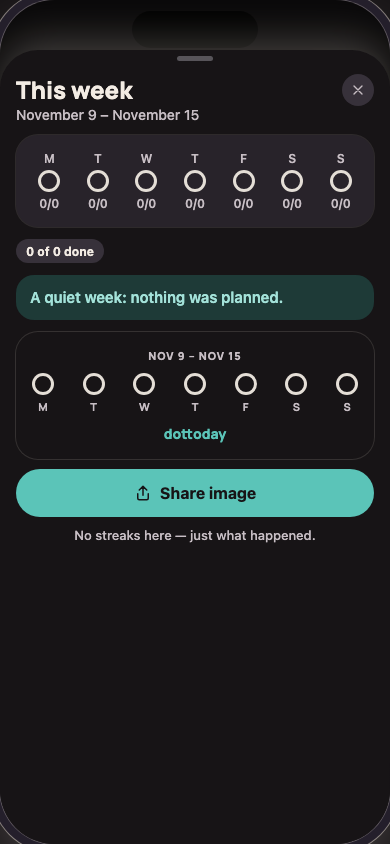 This week
November 9 – November 15
M T W T F S S
0/0 0/0 0/0 0/0 0/0 0/0 0/0
0 of 0 done
A quiet week: nothing was planned.
NOV 9 – NOV 15
M T W T F S S
dottoday
Share image
No streaks here — just what happened.